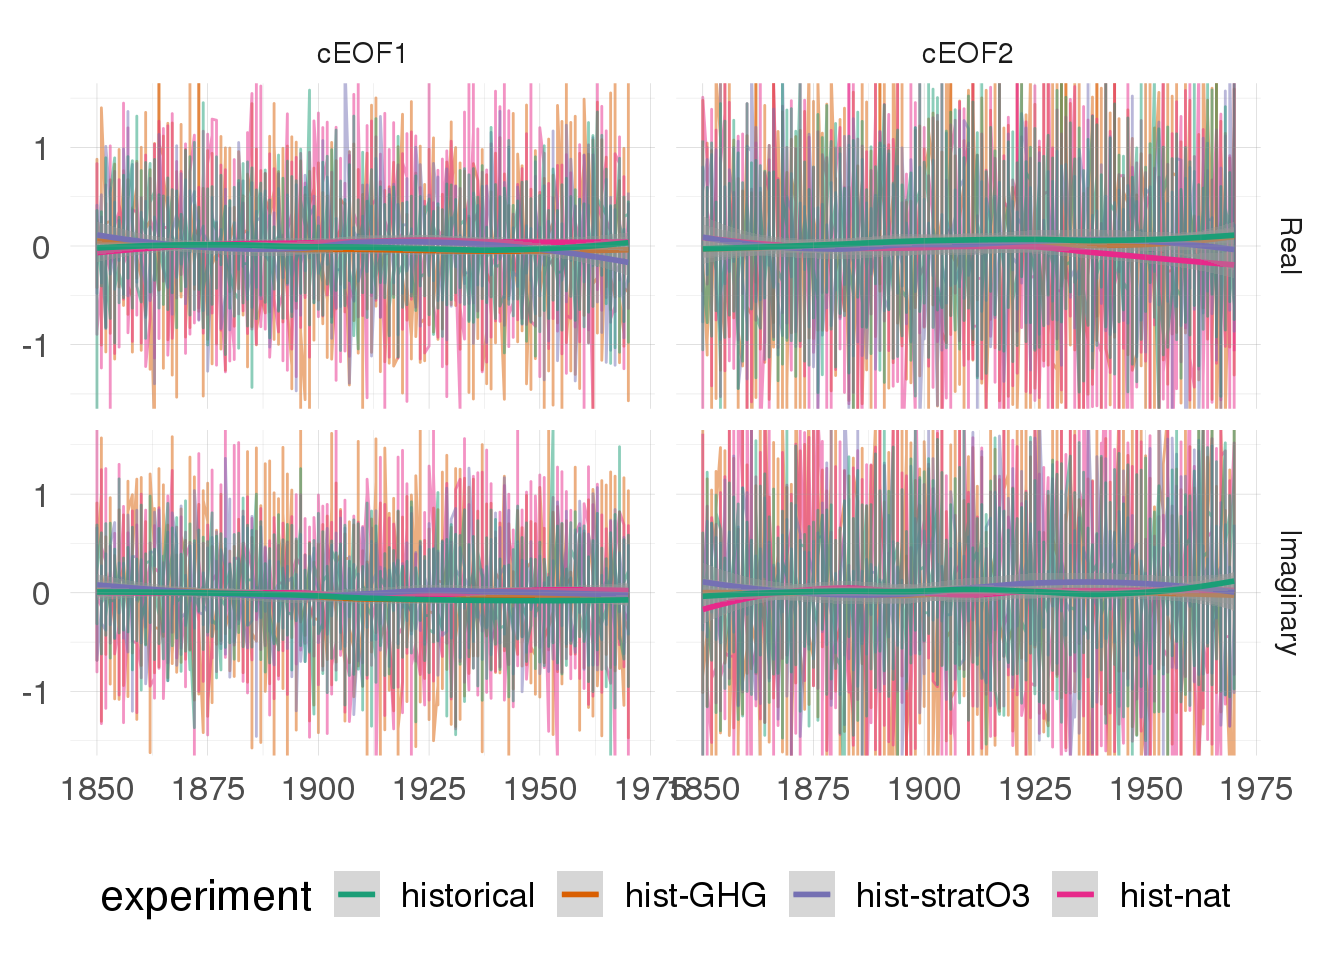 cEOF1 cEOF2
1
0
-1
Real
1
0
-1
Imaginary
1850 1875 1900 1925 1950 1975 1850 1875 1900 1925 1950 1975
experiment historical hist-GHG hist-stratO3 hist-nat